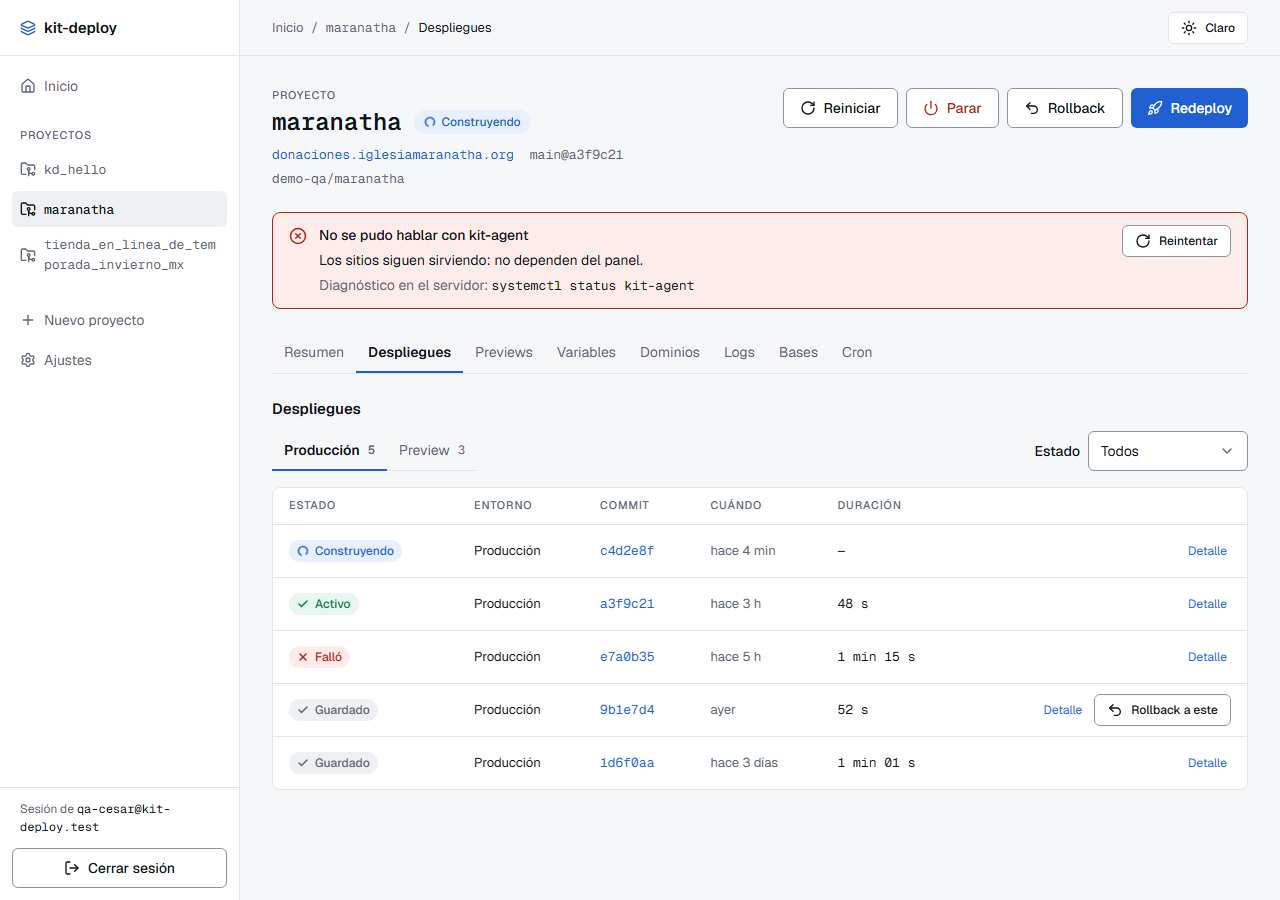 kit-deploy
Inicio
PROYECTOS
kd_hello
maranatha
tienda_en_linea_de_tem
porada_invierno_mx
Nuevo proyecto
Ajustes
Sesión de qa-cesar@kit-
deploy.test
Cerrar sesión
Inicio / maranatha / Despliegues
Claro
PROYECTO
maranatha Construyendo
donaciones.iglesiamaranatha.org main@a3f9c21
demo-qa/maranatha
Reiniciar Parar Rollback Redeploy
No se pudo hablar con kit-agent
Los sitios siguen sirviendo: no dependen del panel.
Diagnóstico en el servidor: systemctl status kit-agent
Reintentar
Resumen Despliegues Previews Variables Dominios Logs Bases Cron
Despliegues
Producción 5 Preview 3
Estado Todos
ESTADO ENTORNO COMMIT CUÁNDO DURACIÓN
Construyendo Producción c4d2e8f hace 4 min – Detalle
Activo Producción a3f9c21 hace 3 h 48 s Detalle
Falló Producción e7a0b35 hace 5 h 1 min 15 s Detalle
Guardado Producción 9b1e7d4 ayer 52 s Detalle Rollback a este
Guardado Producción 1d6f0aa hace 3 días 1 min 01 s Detalle